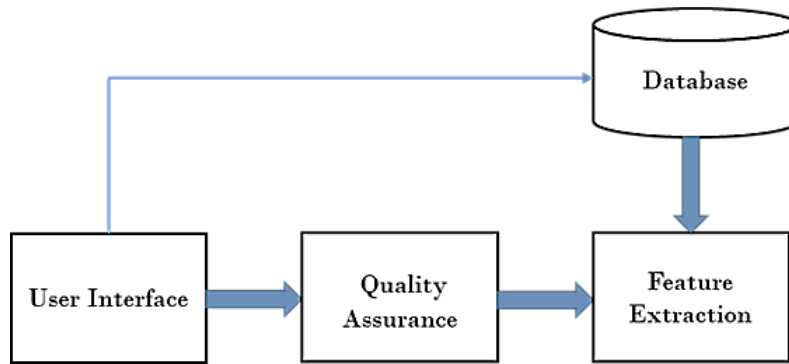 Database
User Interface
Quality
Assurance
Feature
Extraction